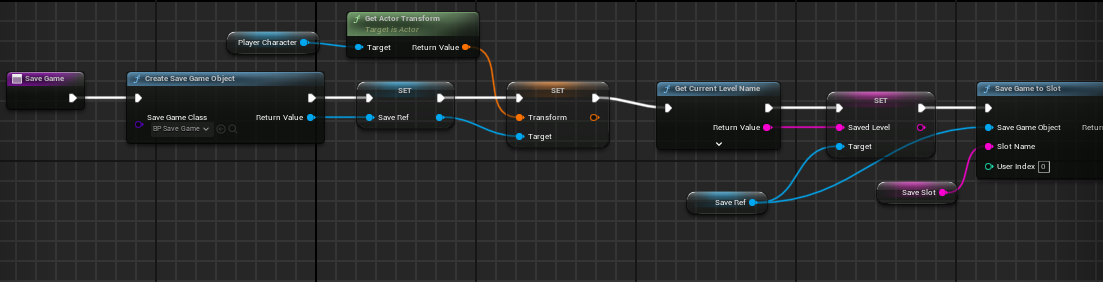 Get Actor Transform
Target is Actor
Player Character
Target
Return Value
Save Game
Create Save Game Object
SET
SET
Get Current Level Name
SET
Save Game to Slot
Save Game Class
BP Save Game
Return Value
Save Ref
Transform
Target
Return Value
Saved Level
Target
Save Game Object
Return
Slot Name
User Index 0
Save Ref
Save Slot